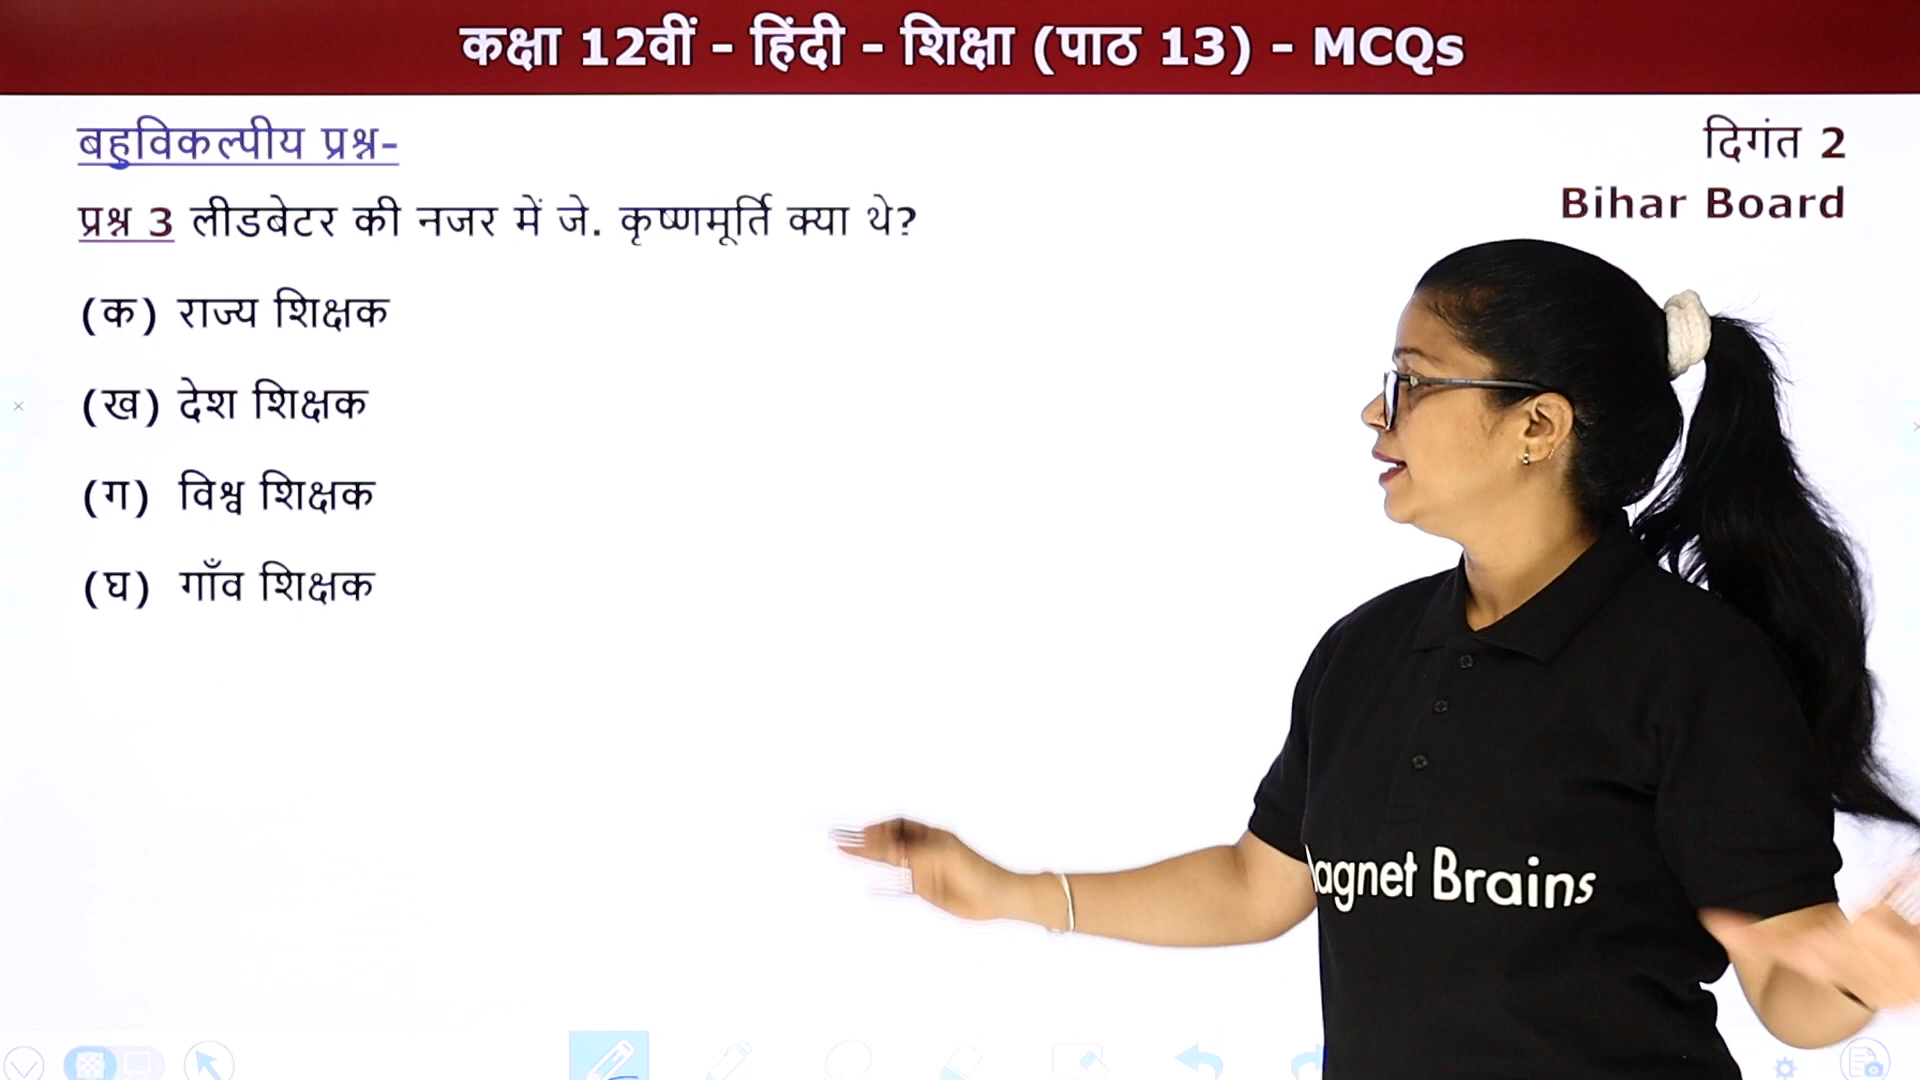 कक्षा 12वीं - हिंदी - शिक्षा (पाठ 13) - MCQs
बहुविकल्पीय प्रश्न-
दिगंत 2
Bihar Board
प्रश्न 3 लीडबेटर की नजर में जे. कृष्णमूर्ति क्या थे?
(क) राज्य शिक्षक
(ख) देश शिक्षक
(ग) विश्व शिक्षक
(घ) गाँव शिक्षक
agnet Brains